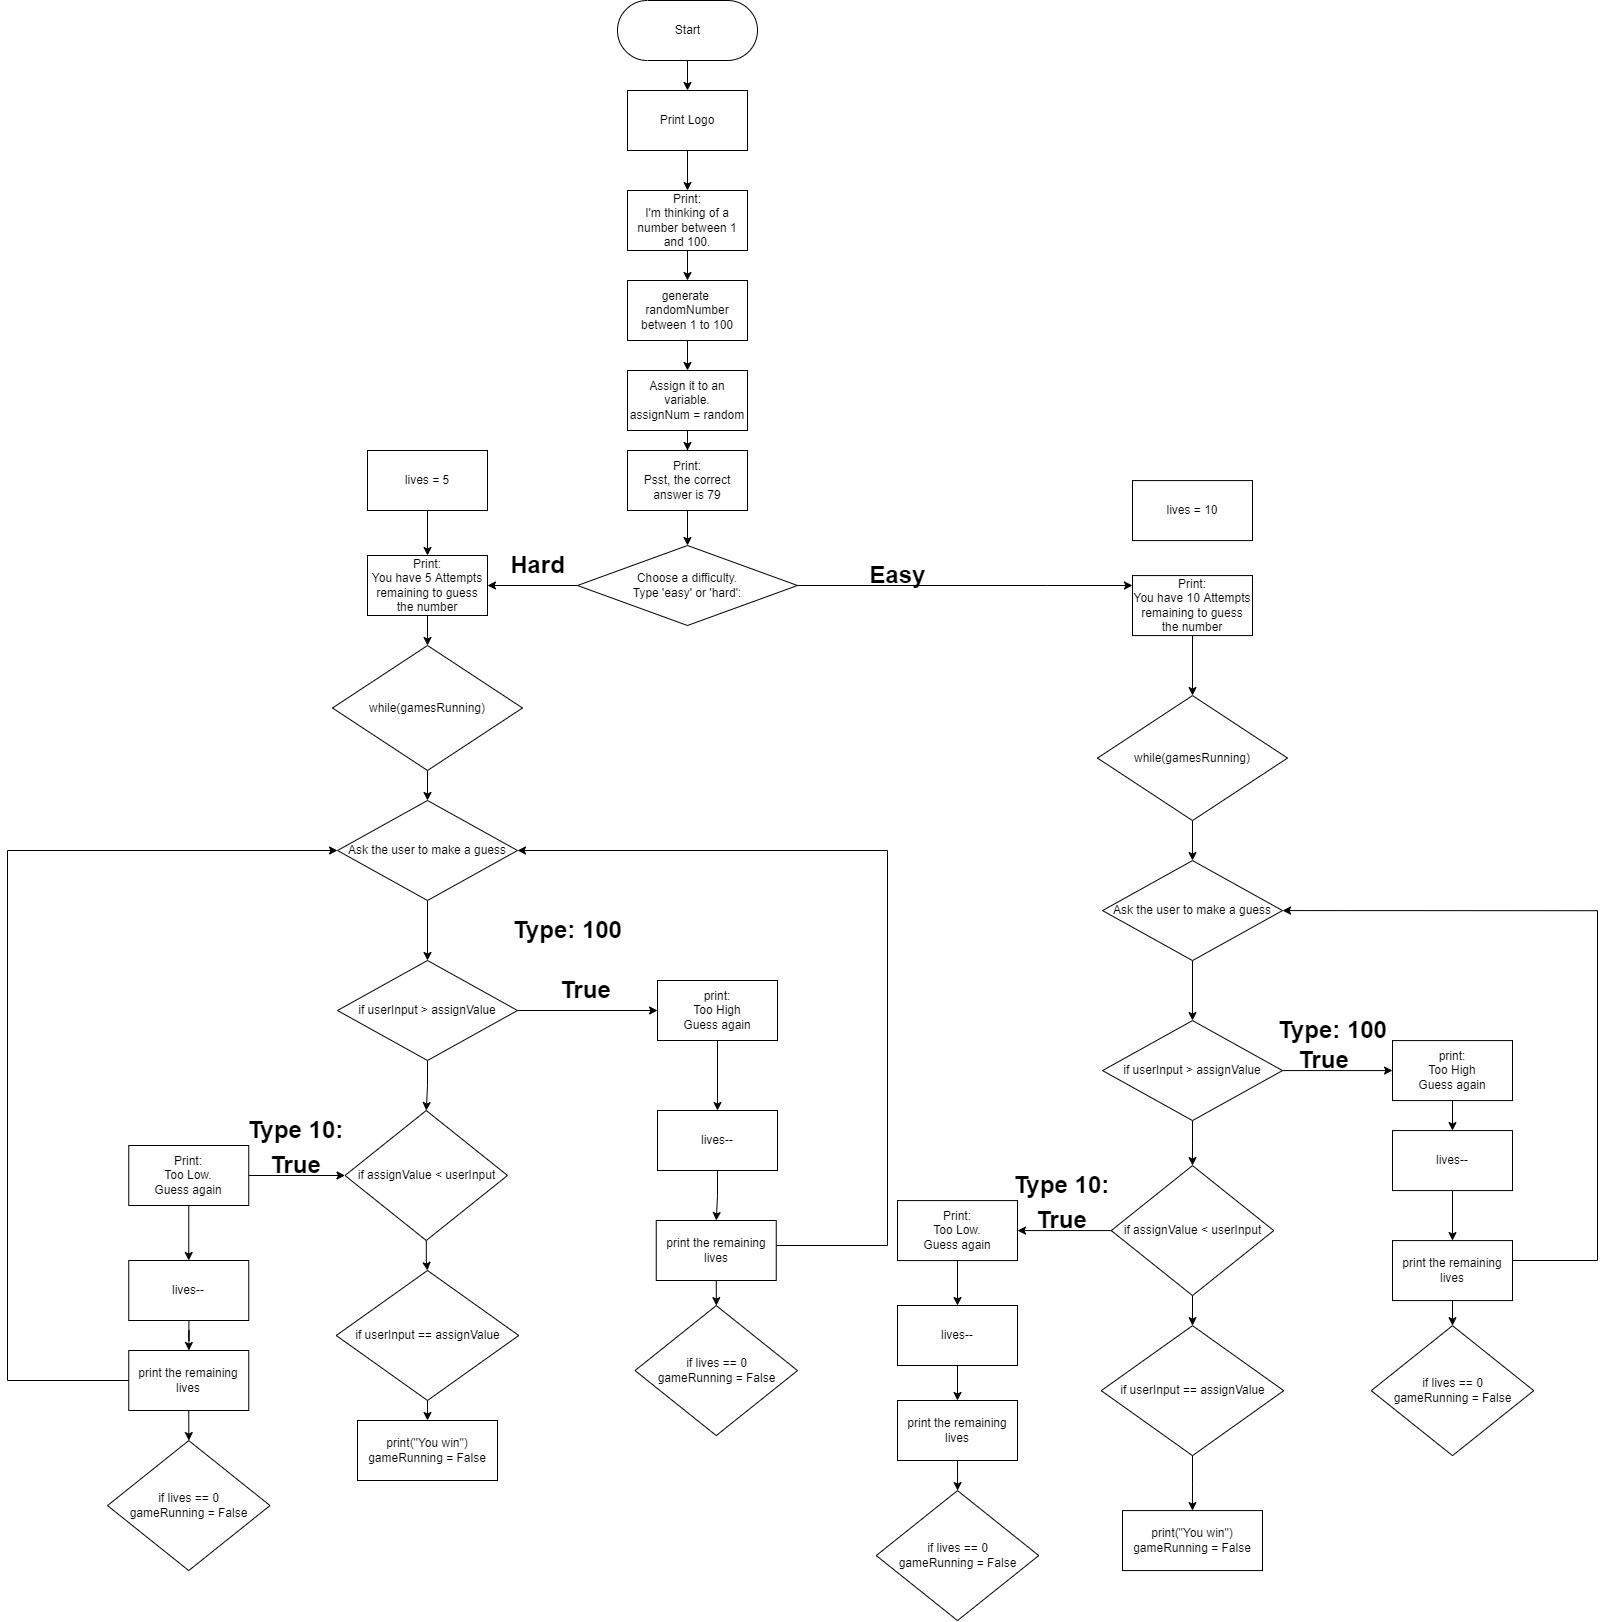 Start
Print Logo
Print:
I'm thinking of a
number between 1
and 100.
generate
randomNumber
between 1 to 100
Assign it to an
variable.
assignNum = random
Print:
Psst, the correct
answer is 79
lives = 5
lives = 10
Choose a difficulty.
Type 'easy' or 'hard':
Hard
Easy
Print:
You have 5 Attempts
remaining to guess
the number
while(gamesRunning)
Ask the user to make a guess
Type: 100
if userInput > assignValue
True
print:
Too High
Guess again
lives--
print the remaining
lives
if lives == 0
gameRunning = False
if assignValue < userInput
Type 10:
True
Print:
Too Low.
Guess again
lives--
print the remaining
lives
if lives == 0
gameRunning = False
if userInput == assignValue
print("You win")
gameRunning = False
Print:
You have 10 Attempts
remaining to guess
the number
while(gamesRunning)
Ask the user to make a guess
if userInput > assignValue
Type: 100
True
print:
Too High
Guess again
lives--
print the remaining
lives
if lives == 0
gameRunning = False
if assignValue < userInput
Type 10:
True
Print:
Too Low.
Guess again
lives--
print the remaining
lives
if lives == 0
gameRunning = False
if userInput == assignValue
print("You win")
gameRunning = False